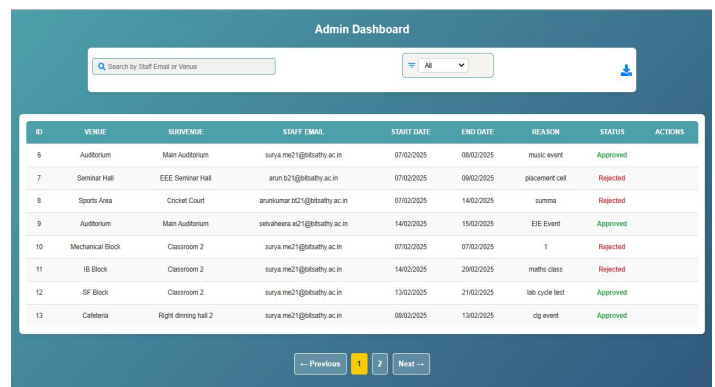 Admin Dashboard
Search by Staff Email or Venue All
ID VENUE SUBVENUE STAFF EMAIL START DATE END DATE REASON STATUS ACTIONS
6 Auditorium Main Auditorium surya.me21@bitsathy.ac.in 07/02/2025 08/02/2025 music event Approved
7 Seminar Hall EEE Seminar Hall arun.b21@bitsathy.ac.in 07/02/2025 09/02/2025 placement cell Rejected
8 Sports Area Cricket Court arunkumar.bt21@bitsathy.ac.in 07/02/2025 14/02/2025 summa Rejected
9 Auditorium Main Auditorium selvaheera.ei21@bitsathy.ac.in 14/02/2025 15/02/2025 EIE Event Approved
10 Mechanical Block Classroom 2 surya.me21@bitsathy.ac.in 07/02/2025 07/02/2025 1 Rejected
11 IB Block Classroom 2 surya.me21@bitsathy.ac.in 14/02/2025 20/02/2025 maths class Rejected
12 SF Block Classroom 2 surya.me21@bitsathy.ac.in 13/02/2025 21/02/2025 lab cycle test Approved
13 Cafeteria Right dinning hall 2 surya.me21@bitsathy.ac.in 08/02/2025 13/02/2025 clg event Approved
← Previous 1 2 Next →